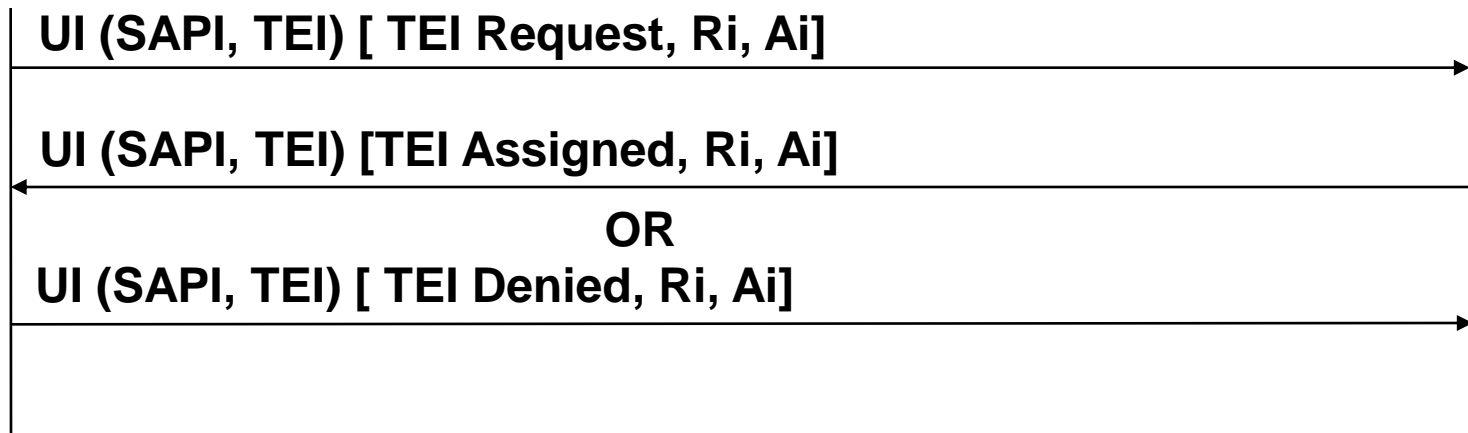 UI (SAPI, TEI) [ TEI Request, Ri, Ai]
UI (SAPI, TEI) [TEI Assigned, Ri, Ai]
OR
UI (SAPI, TEI) [ TEI Denied, Ri, Ai]